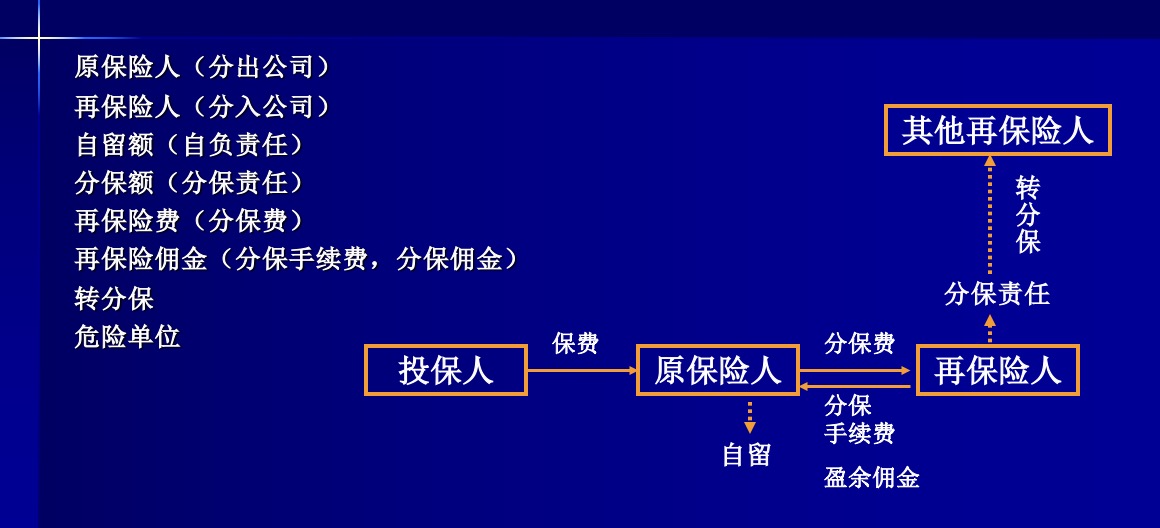 原保险人（分出公司）
再保险人（分入公司）
自留额（自负责任）
分保额（分保责任）
再保险费（分保费）
再保险佣金（分保手续费，分保佣金）
转分保
危险单位
其他再保险人
转
分
保
分保责任
投保人
保费
原保险人
分保费
再保险人
分保
手续费
自留
盈余佣金